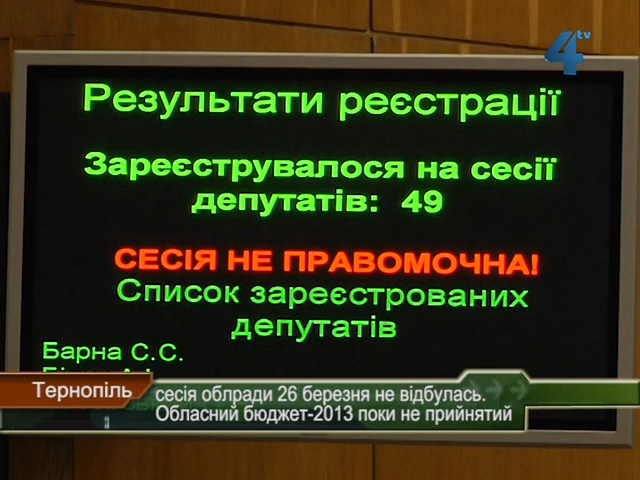 4tv
Результати реєстрації
Зареєструвалося на сесії
депутатів: 49
СЕСІЯ НЕ ПРАВОМОЧНА!
Список зареєстрованих
депутатів
Барна С.С.
Тернопіль
сесія облради 26 березня не відбулась.
Обласний бюджет-2013 поки не прийнятий